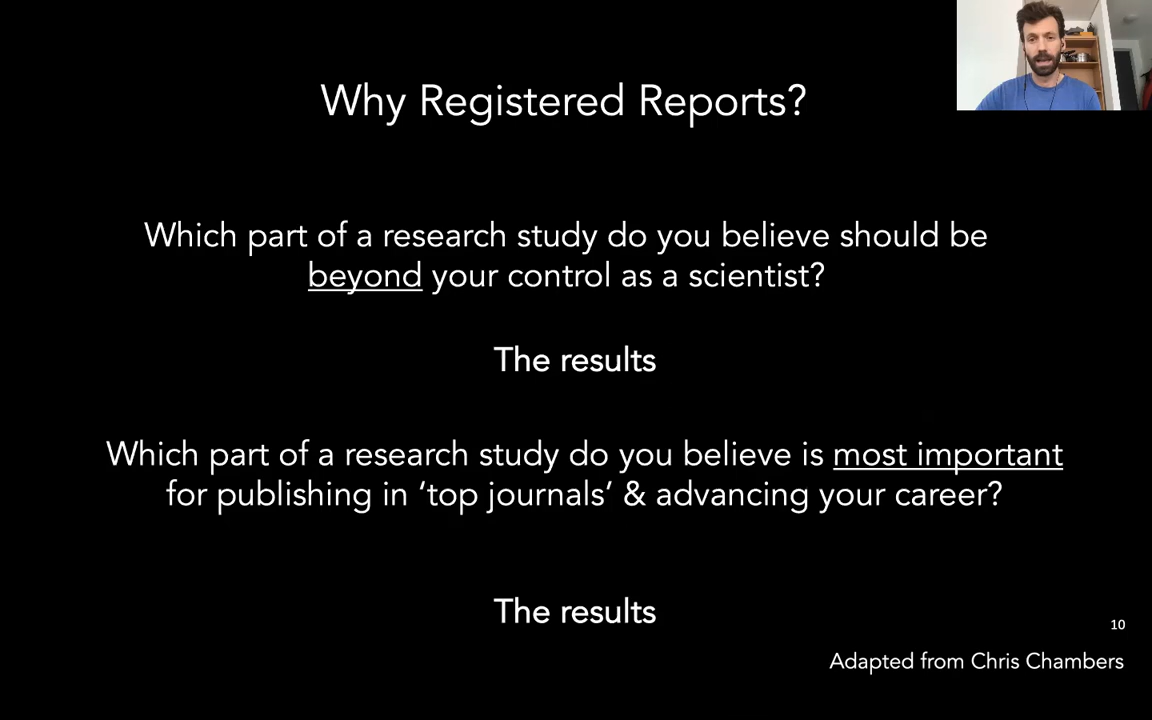 Why Registered Reports?
Which part of a research study do you believe should be
beyond your control as a scientist?
The results
Which part of a research study do you believe is most important
for publishing in ‘top journals’ & advancing your career?
The results
10
Adapted from Chris Chambers